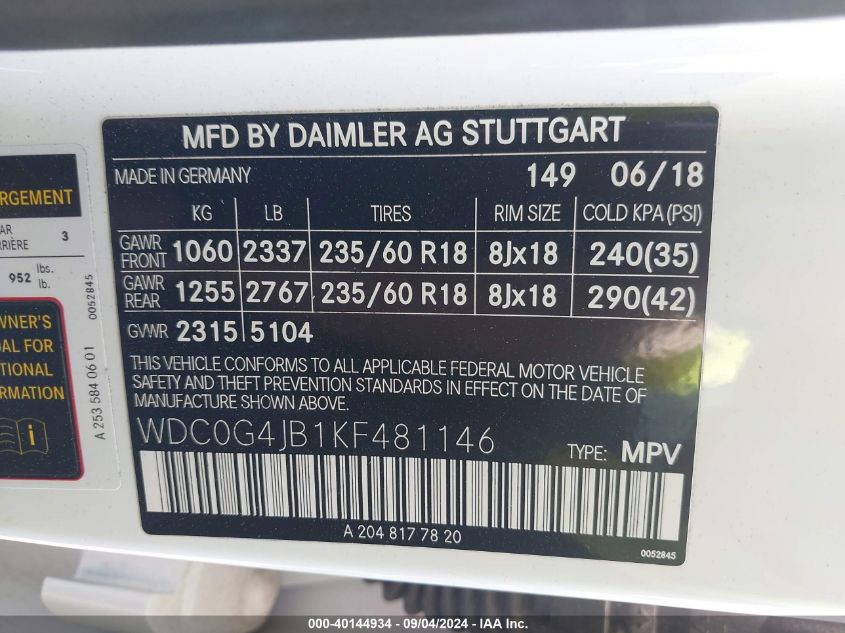 MFD BY DAIMLER AG STUTTGART
MADE IN GERMANY 149 06/18
KG LB TIRES RIM SIZE COLD KPA (PSI)
GAWR FRONT 1060 2337 235/60 R18 8Jx18 240(35)
GAWR REAR 1255 2767 235/60 R18 8Jx18 290(42)
GVWR 2315 5104
THIS VEHICLE CONFORMS TO ALL APPLICABLE FEDERAL MOTOR VEHICLE
SAFETY AND THEFT PREVENTION STANDARDS IN EFFECT ON THE DATE OF
MANUFACTURE SHOWN ABOVE.
WDC0G4JB1KF481146 TYPE: MPV
A 204 817 78 20
0052845
RGEMENT
3
952 lbs.
lb.
0052845
WNER'S
FOR
A 253 584 06 01
i
000-40144934 - 09/04/2024 - IAA Inc.